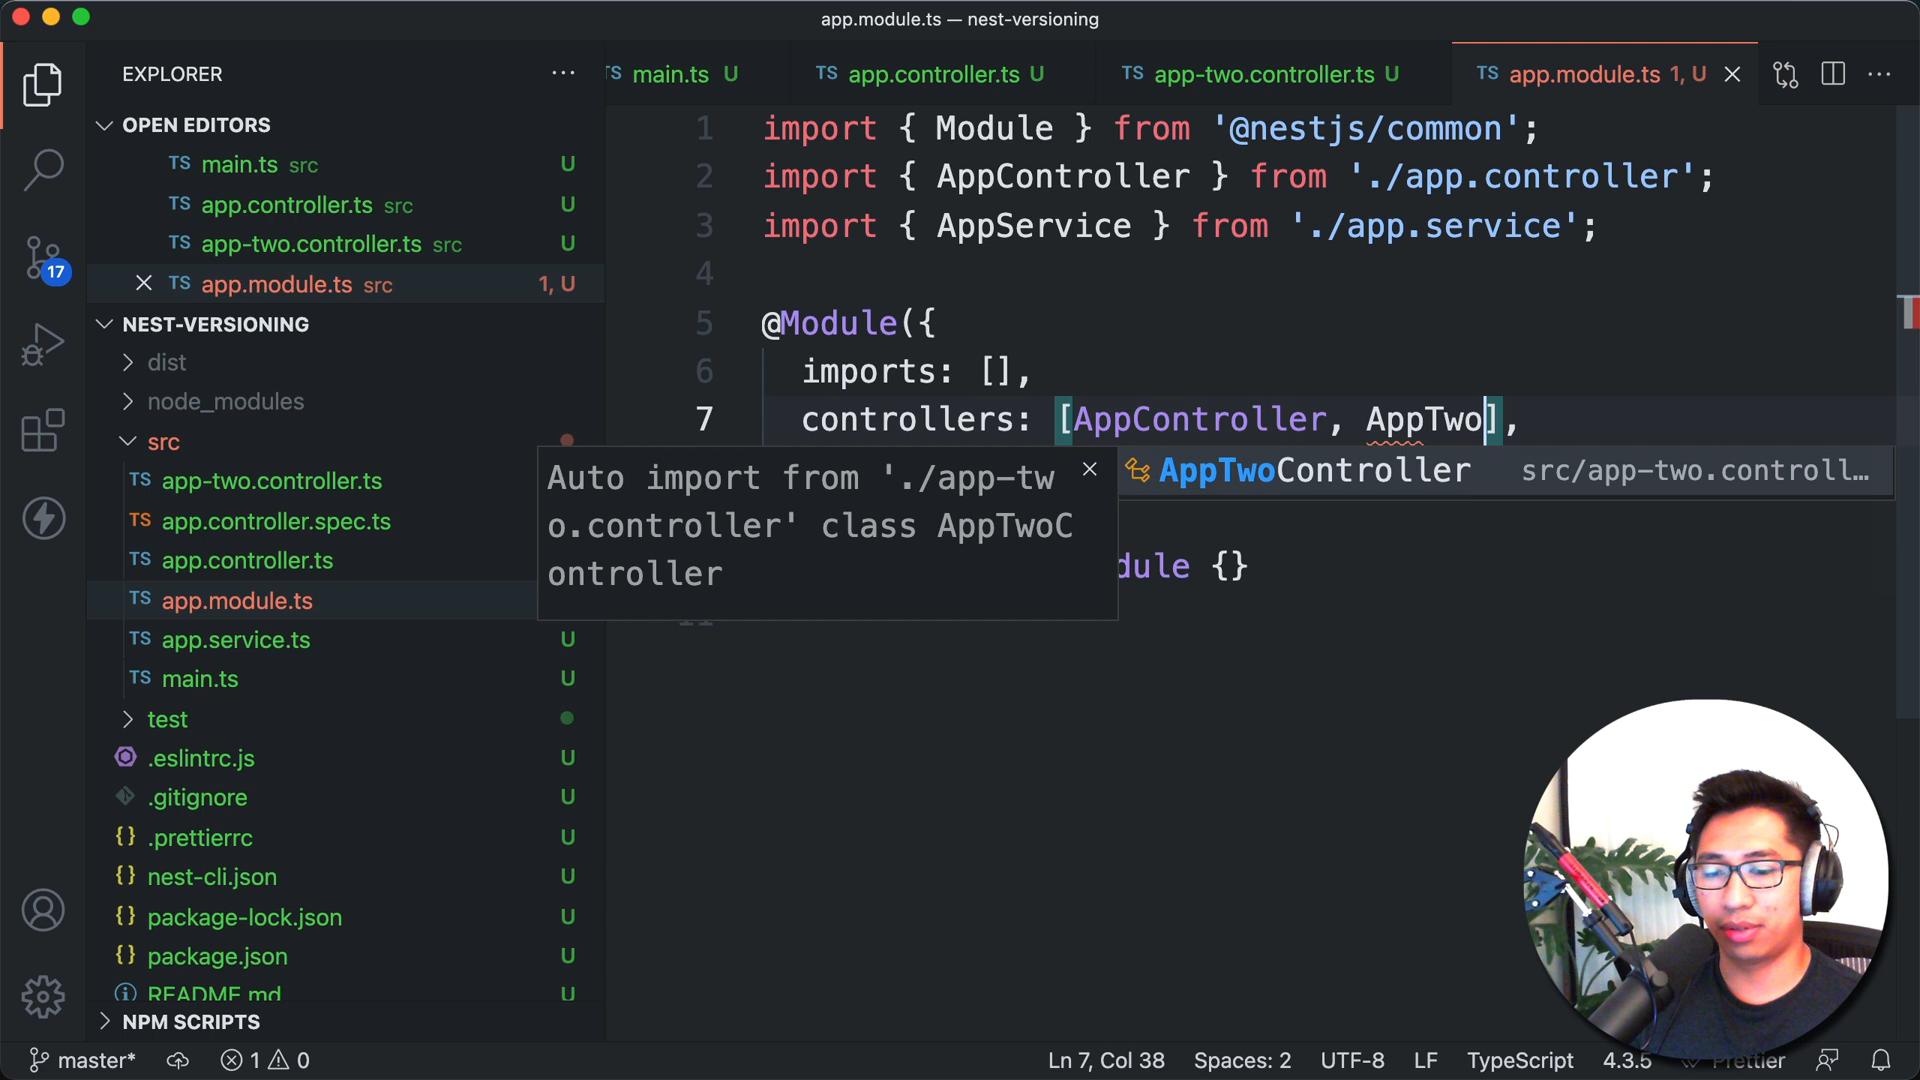 app.module.ts — nest-versioning
EXPLORER
TS main.ts U
TS app.controller.ts U
TS app-two.controller.ts U
TS app.module.ts 1, U
OPEN EDITORS
TS main.ts src U
TS app.controller.ts src U
TS app-two.controller.ts src U
TS app.module.ts src 1, U
17
NEST-VERSIONING
dist
node_modules
src
TS app-two.controller.ts
TS app.controller.spec.ts
TS app.controller.ts
TS app.module.ts
TS app.service.ts U
TS main.ts U
test
.eslintrc.js U
.gitignore U
{} .prettierrc U
{} nest-cli.json U
{} package-lock.json U
{} package.json U
README.md U
NPM SCRIPTS
1 import { Module } from '@nestjs/common';
2 import { AppController } from './app.controller';
3 import { AppService } from './app.service';
4
5 @Module({
6 imports: [],
7 controllers: [AppController, AppTwo],
AppTwoController src/app-two.controll…
Auto import from './app-tw
o.controller' class AppTwoC
ontroller
dule {}
11
master* 1 0
Ln 7, Col 38 Spaces: 2 UTF-8 LF TypeScript 4.3.5 Prettier